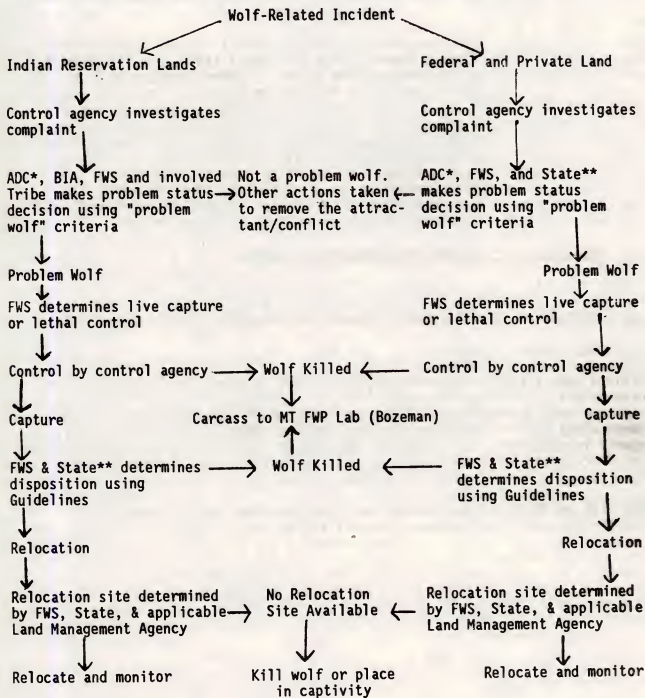 Wolf-Related Incident
Indian Reservation Lands
Federal and Private Land
Control agency investigates
complaint
Control agency investigates
complaint
ADC*, BIA, FWS and involved
Tribe makes problem status
decision using "problem
wolf" criteria
Not a problem wolf.
Other actions taken
to remove the attrac-
tant/conflict
ADC*, FWS, and State**
makes problem status
decision using "problem
wolf" criteria
Problem Wolf
Problem Wolf
FWS determines live capture
or lethal control
FWS determines live capture
or lethal control
Control by control agency
Wolf Killed
Control by control agency
Capture
Carcass to MT FWP Lab (Bozeman)
Capture
FWS & State** determines
disposition using
Guidelines
Wolf Killed
FWS & State**
determines disposition
using Guidelines
Relocation
Relocation
Relocation site determined
by FWS, State, & applicable
Land Management Agency
No Relocation
Site Available
Relocation site determined
by FWS, State, & applicable
Land Management Agency
Relocate and monitor
Kill wolf or place
in captivity
Relocate and monitor